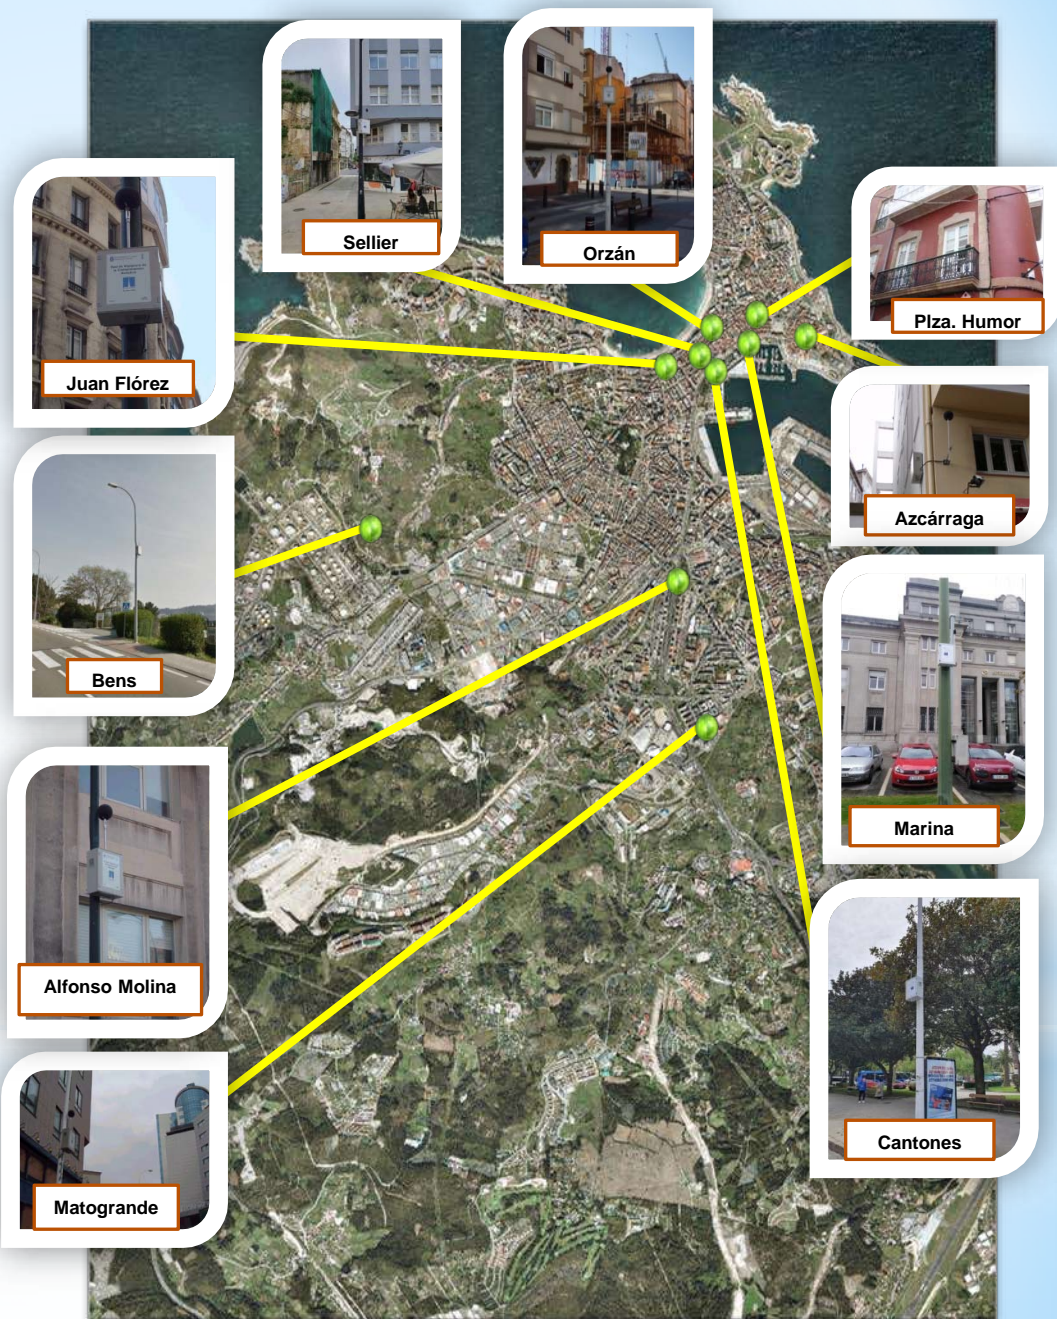 Sellier
Orzán
Plza. Humor
Juan Flórez
Azcárraga
Bens
Marina
Alfonso Molina
Cantones
Matogrande